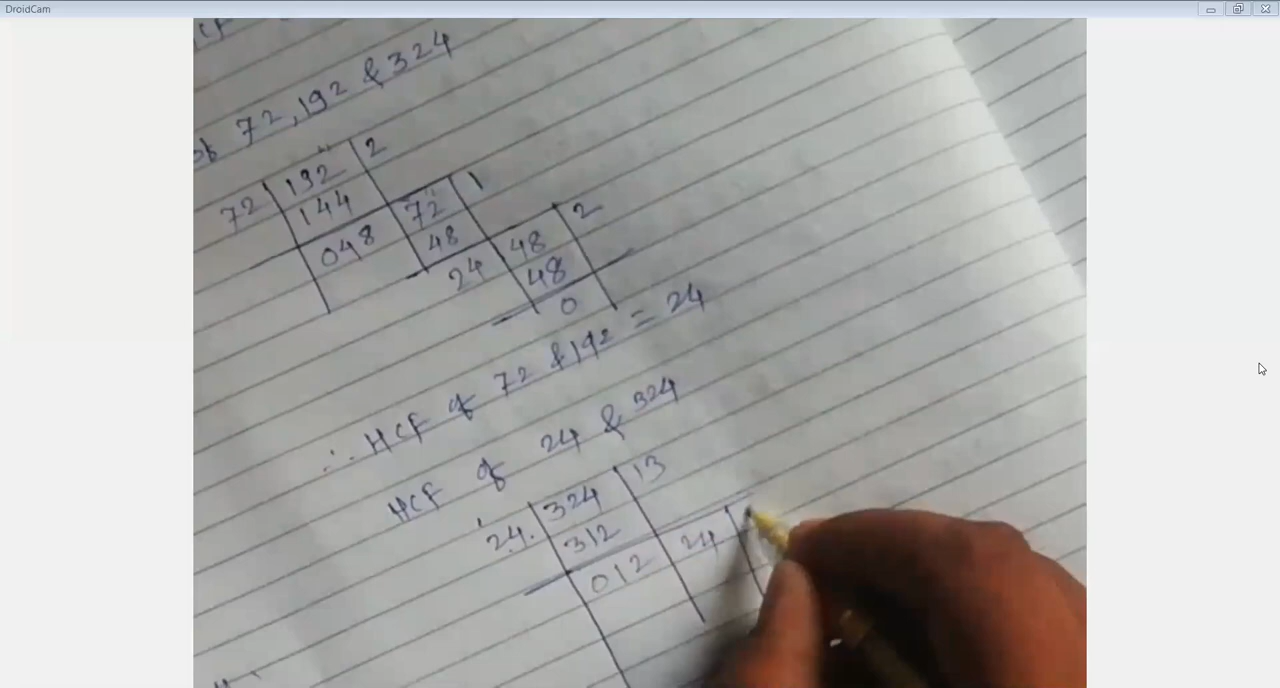 DroidCam
HCF
of 72, 192 & 324
72 192 2
144 72 1
048 48 48 2
24 48
0
∴ HCF of 72 & 192 = 24
HCF of 24 & 324
24 324 13
312 24
012